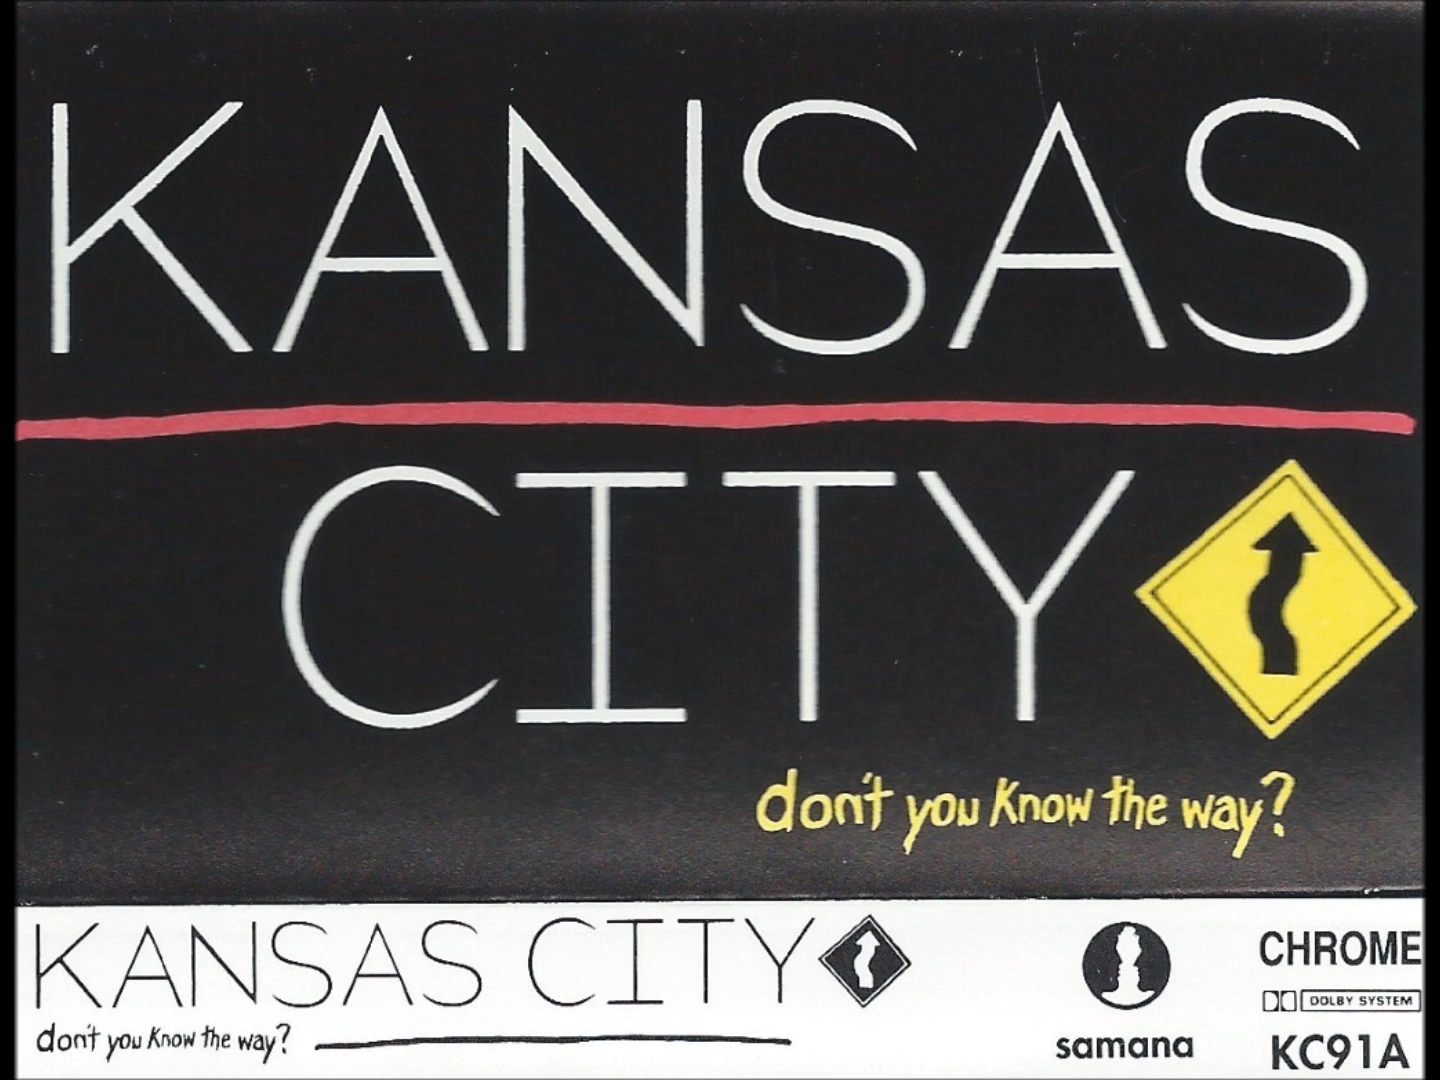 KANSAS
CITY
don't you know the way?
KANSAS CITY
don't you know the way?
samana
CHROME
DOLBY SYSTEM
KC91A